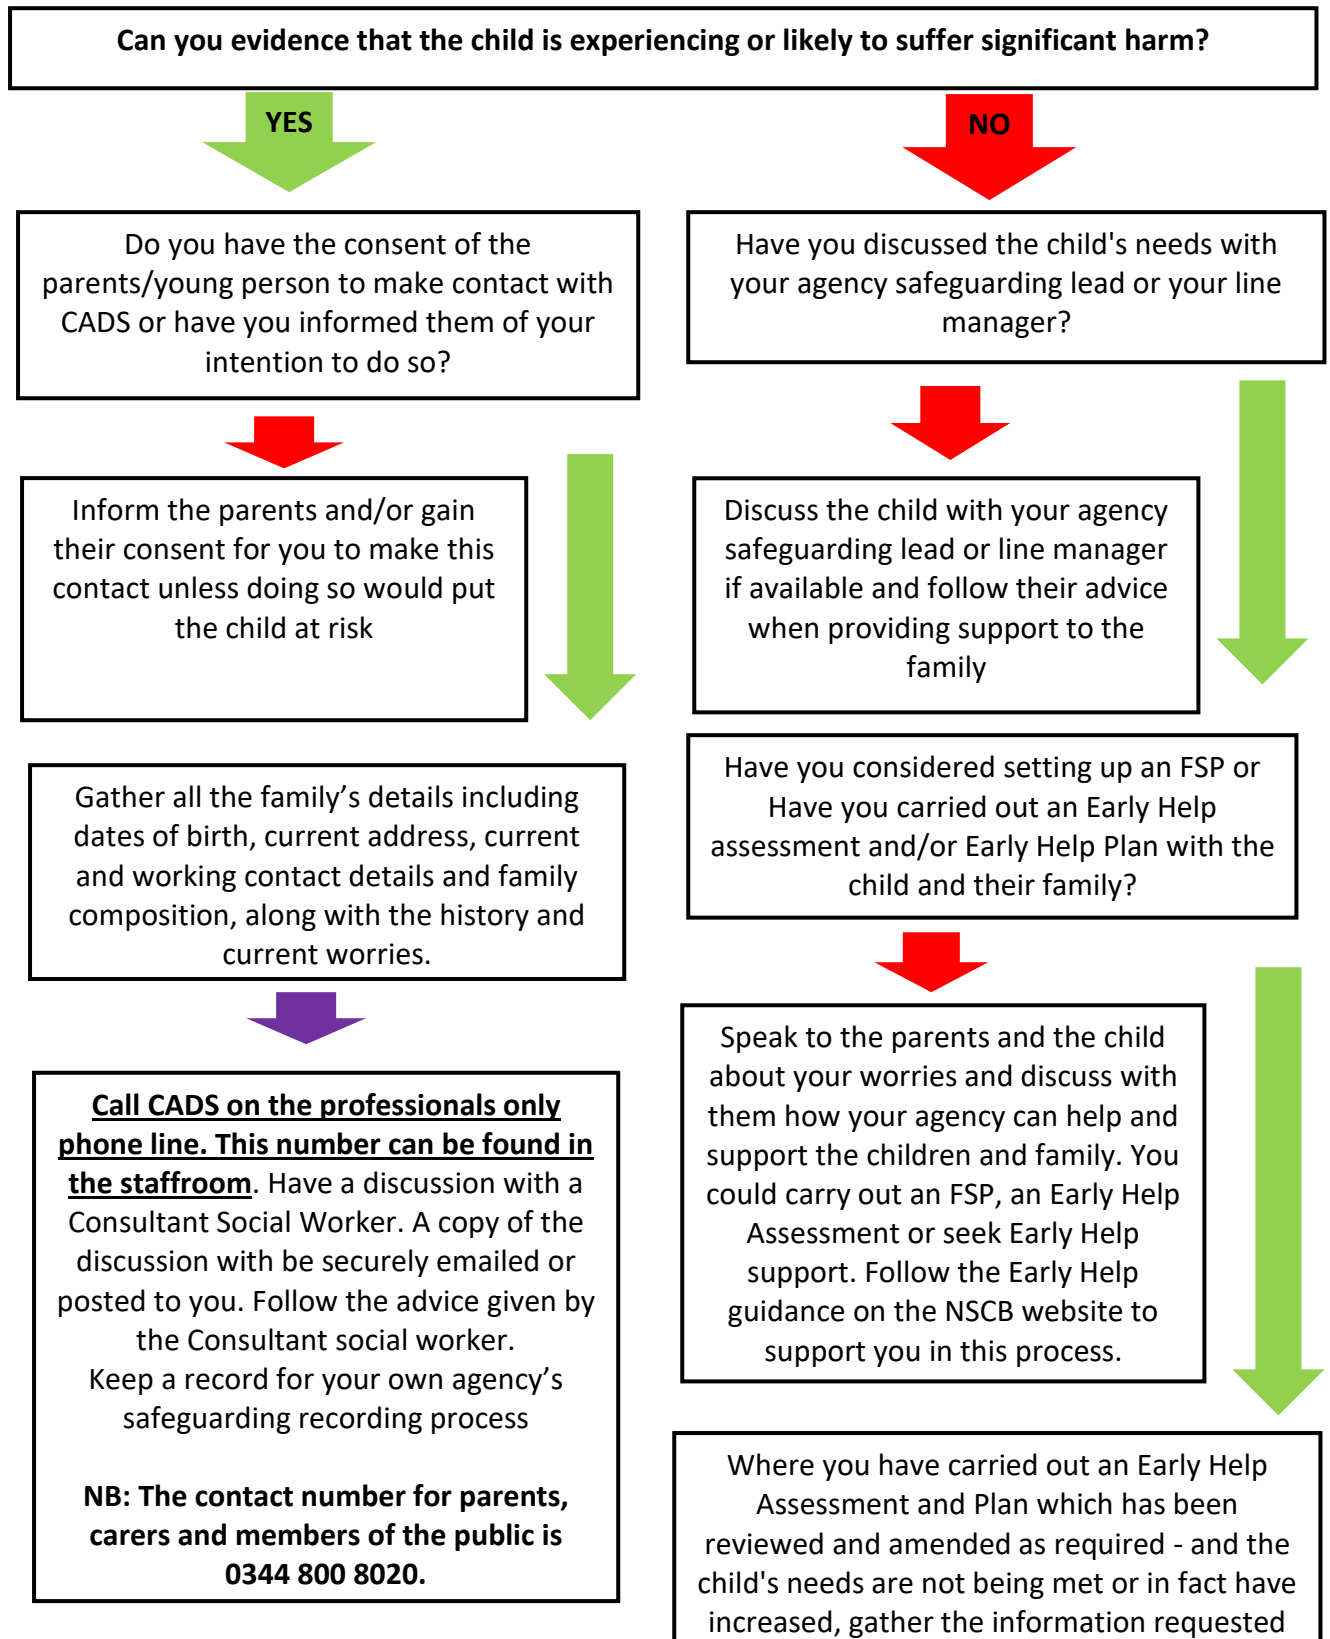 Can you evidence that the child is experiencing or likely to suffer significant harm?
YES
NO
Do you have the consent of the
parents/young person to make contact with
CADS or have you informed them of your
intention to do so?
Have you discussed the child's needs with
your agency safeguarding lead or your line
manager?
Inform the parents and/or gain
their consent for you to make this
contact unless doing so would put
the child at risk
Discuss the child with your agency
safeguarding lead or line manager
if available and follow their advice
when providing support to the
family
Gather all the family’s details including
dates of birth, current address, current
and working contact details and family
composition, along with the history and
current worries.
Have you considered setting up an FSP or
Have you carried out an Early Help
assessment and/or Early Help Plan with the
child and their family?
Call CADS on the professionals only
phone line. This number can be found in
the staffroom. Have a discussion with a
Consultant Social Worker. A copy of the
discussion with be securely emailed or
posted to you. Follow the advice given by
the Consultant social worker.
Keep a record for your own agency’s
safeguarding recording process
NB: The contact number for parents,
carers and members of the public is
0344 800 8020.
Speak to the parents and the child
about your worries and discuss with
them how your agency can help and
support the children and family. You
could carry out an FSP, an Early Help
Assessment or seek Early Help
support. Follow the Early Help
guidance on the NSCB website to
support you in this process.
Where you have carried out an Early Help
Assessment and Plan which has been
reviewed and amended as required - and the
child's needs are not being met or in fact have
increased, gather the information requested